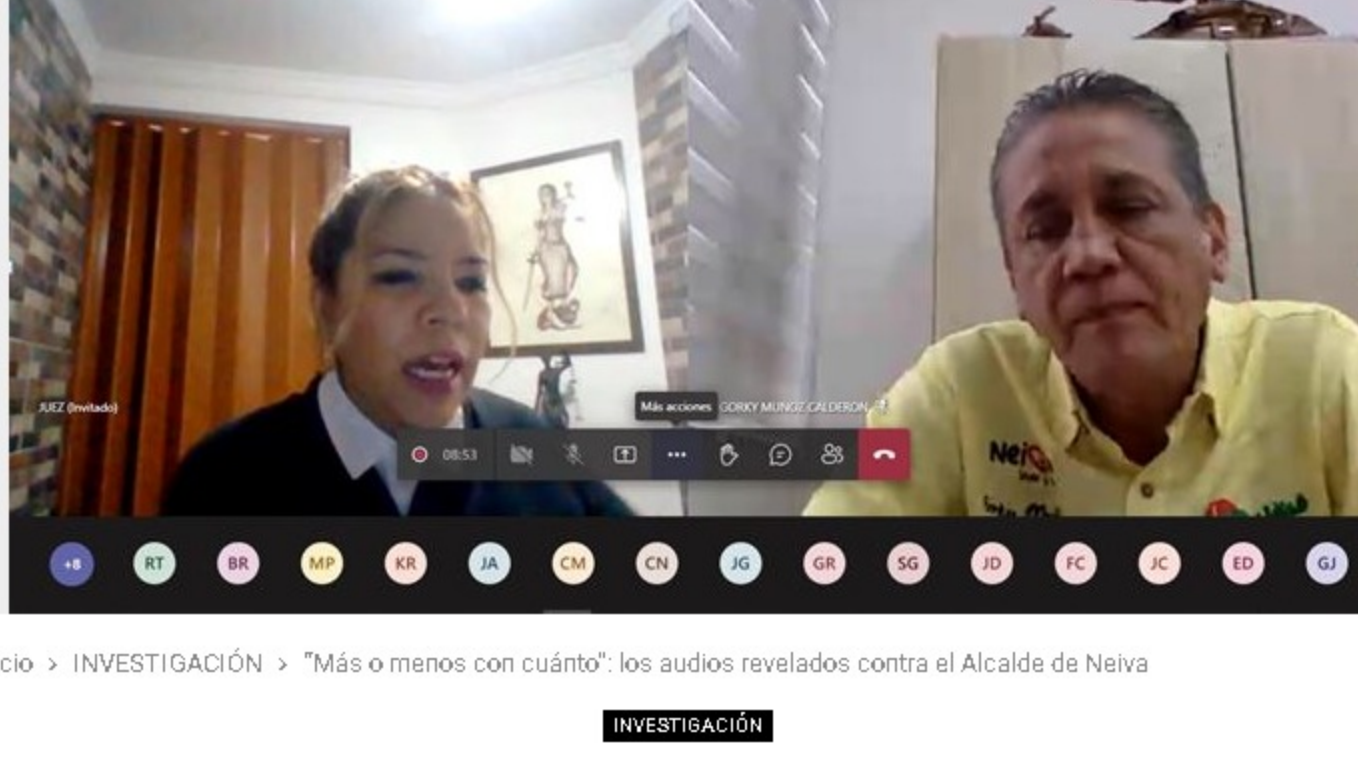 JUEZ (Invitado)
Más acciones
GORKY MUÑOZ CALDERON
08:53
Nei
+8 RT BR MP KR JA CM CN JG GR SG JD FC JC ED GJ
cio > INVESTIGACIÓN > "Más o menos con cuánto": los audios revelados contra el Alcalde de Neiva
INVESTIGACIÓN